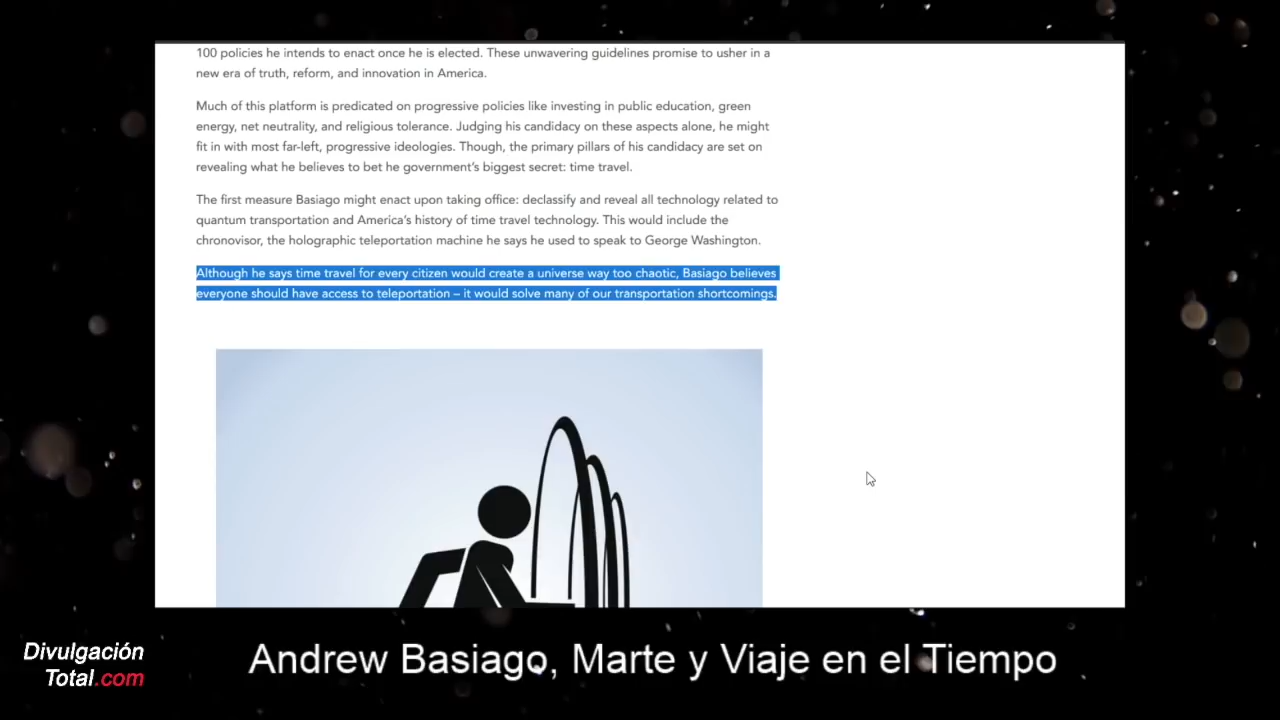 100 policies he intends to enact once he is elected. These unwavering guidelines promise to usher in a
new era of truth, reform, and innovation in America.
Much of this platform is predicated on progressive policies like investing in public education, green
energy, net neutrality, and religious tolerance. Judging his candidacy on these aspects alone, he might
fit in with most far-left, progressive ideologies. Though, the primary pillars of his candidacy are set on
revealing what he believes to bet he government’s biggest secret: time travel.
The first measure Basiago might enact upon taking office: declassify and reveal all technology related to
quantum transportation and America’s history of time travel technology. This would include the
chronovisor, the holographic teleportation machine he says he used to speak to George Washington.
Although he says time travel for every citizen would create a universe way too chaotic, Basiago believes
everyone should have access to teleportation – it would solve many of our transportation shortcomings.
Divulgación
Total.com
Andrew Basiago, Marte y Viaje en el Tiempo